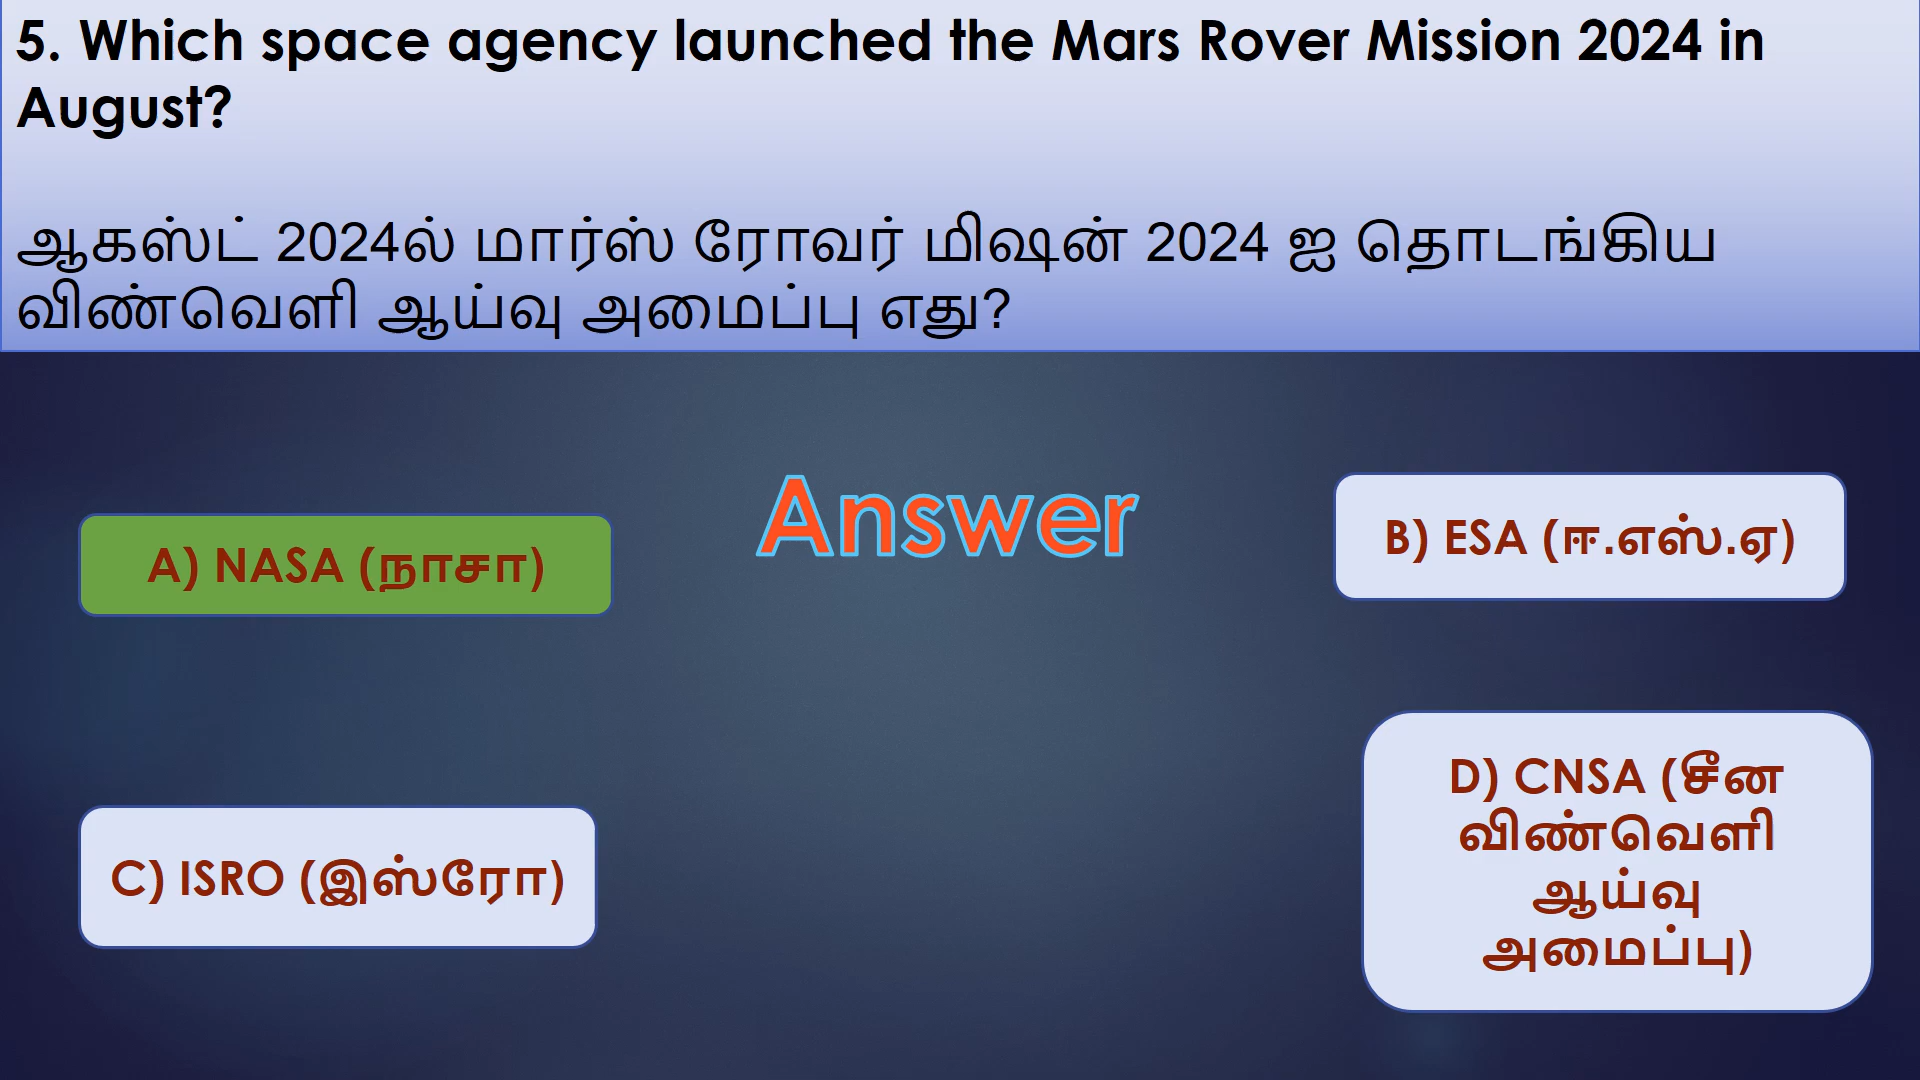 5. Which space agency launched the Mars Rover Mission 2024 in
August?
ஆகஸ்ட் 2024ல் மார்ஸ் ரோவர் மிஷன் 2024 ஐ தொடங்கிய
விண்வெளி ஆய்வு அமைப்பு எது?
Answer
A) NASA (நாசா)
B) ESA (ஈ.எஸ்.ஏ)
C) ISRO (இஸ்ரோ)
D) CNSA (சீன
விண்வெளி
ஆய்வு
அமைப்பு)